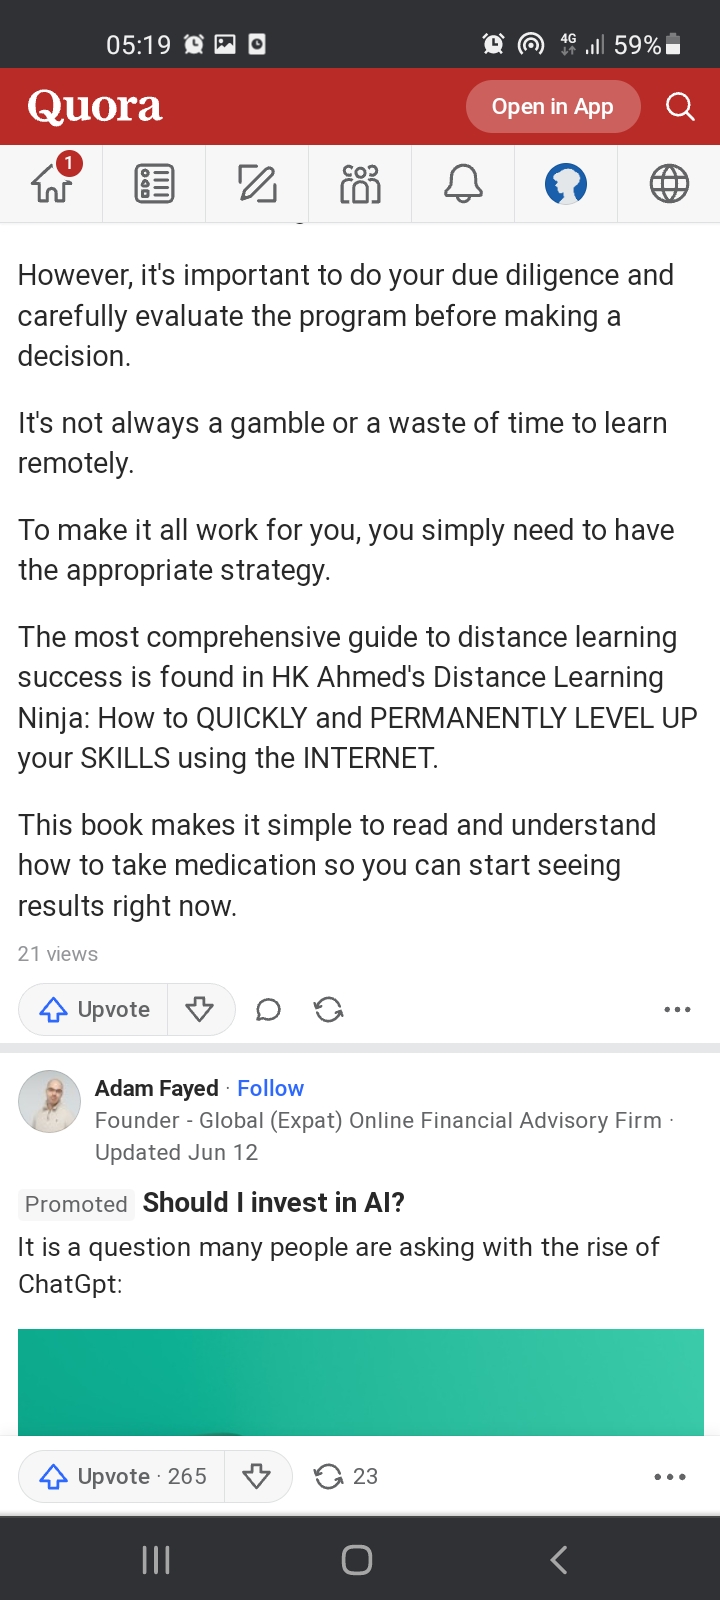 05:19
4G
59%
Quora
Open in App
1
However, it's important to do your due diligence and
carefully evaluate the program before making a
decision.
It's not always a gamble or a waste of time to learn
remotely.
To make it all work for you, you simply need to have
the appropriate strategy.
The most comprehensive guide to distance learning
success is found in HK Ahmed's Distance Learning
Ninja: How to QUICKLY and PERMANENTLY LEVEL UP
your SKILLS using the INTERNET.
This book makes it simple to read and understand
how to take medication so you can start seeing
results right now.
21 views
Upvote
Adam Fayed · Follow
Founder - Global (Expat) Online Financial Advisory Firm ·
Updated Jun 12
Promoted Should I invest in AI?
It is a question many people are asking with the rise of
ChatGpt:
Upvote · 265
23